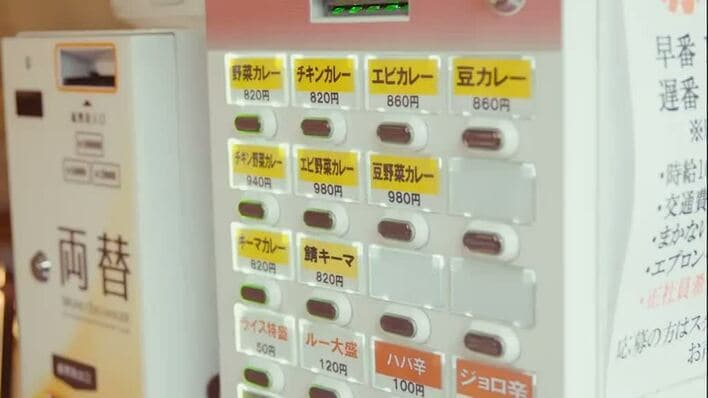 野菜カレー
820円
チキンカレー
820円
エビカレー
860円
豆カレー
860円
チキン野菜カレー
940円
エビ野菜カレー
980円
豆野菜カレー
980円
キーマカレー
820円
鯖キーマ
820円
ライス特盛
50円
ルー大盛
120円
ハバ辛
100円
ジョロ辛
両替
早番
遅番
・時給1
・交通費
・まかない
・エプロン
・正社員